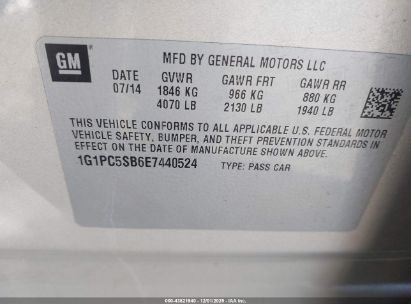 GM
MFD BY GENERAL MOTORS LLC
DATE GVWR GAWR FRT GAWR RR
07/14 1846 KG 966 KG 880 KG
4070 LB 2130 LB 1940 LB
THIS VEHICLE CONFORMS TO ALL APPLICABLE U.S. FEDERAL MOTOR
VEHICLE SAFETY, BUMPER, AND THEFT PREVENTION STANDARDS IN
EFFECT ON THE DATE OF MANUFACTURE SHOWN ABOVE.
1G1PC5SB6E7440524 TYPE: PASS CAR